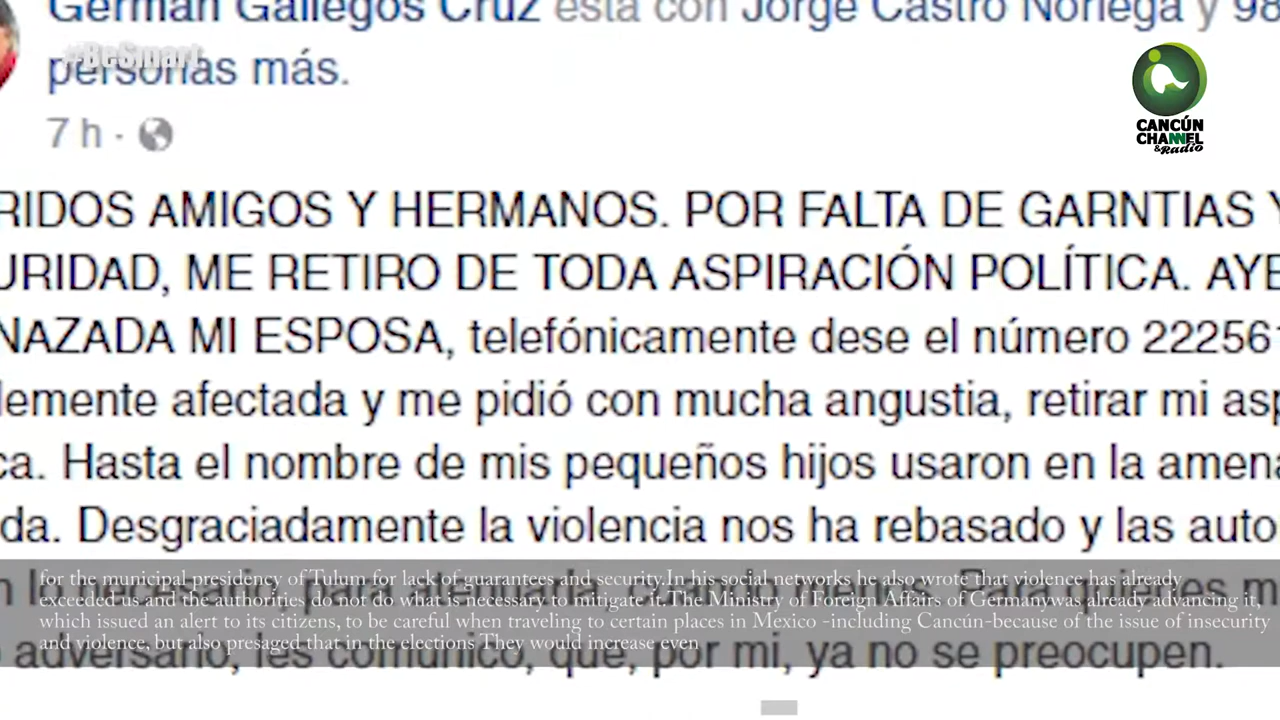 German Gallegos Cruz está con Jorge Castro Noriega y 98
#BeSmart
personas más.
CANCÚN
CHANNEL
&Radio
7 h ·
RIDOS AMIGOS Y HERMANOS. POR FALTA DE GARNTIAS Y
URIDAD, ME RETIRO DE TODA ASPIRACIÓN POLÍTICA. AYE
NAZADA MI ESPOSA, telefónicamente dese el número 22256
lemente afectada y me pidió con mucha angustia, retirar mi asp
ca. Hasta el nombre de mis pequeños hijos usaron en la amena
da. Desgraciadamente la violencia nos ha rebasado y las auto
for the municipal presidency of Tulum for lack of guarantees and security.In his social networks he also wrote that violence has already
exceeded us and the authorities do not do what is necessary to mitigate it.The Ministry of Foreign Affairs of Germanywas already advancing it,
which issued an alert to its citizens, to be careful when traveling to certain places in Mexico -including Cancún-because of the issue of insecurity
and violence, but also presaged that in the elections They would increase even
adversario, les comunico, que, por mi, ya no se preocupen.